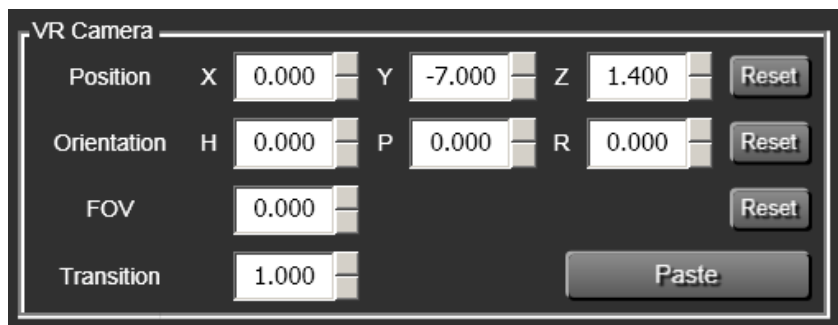 VR Camera
Position X 0.000 Y -7.000 Z 1.400 Reset
Orientation H 0.000 P 0.000 R 0.000 Reset
FOV 0.000 Reset
Transition 1.000 Paste